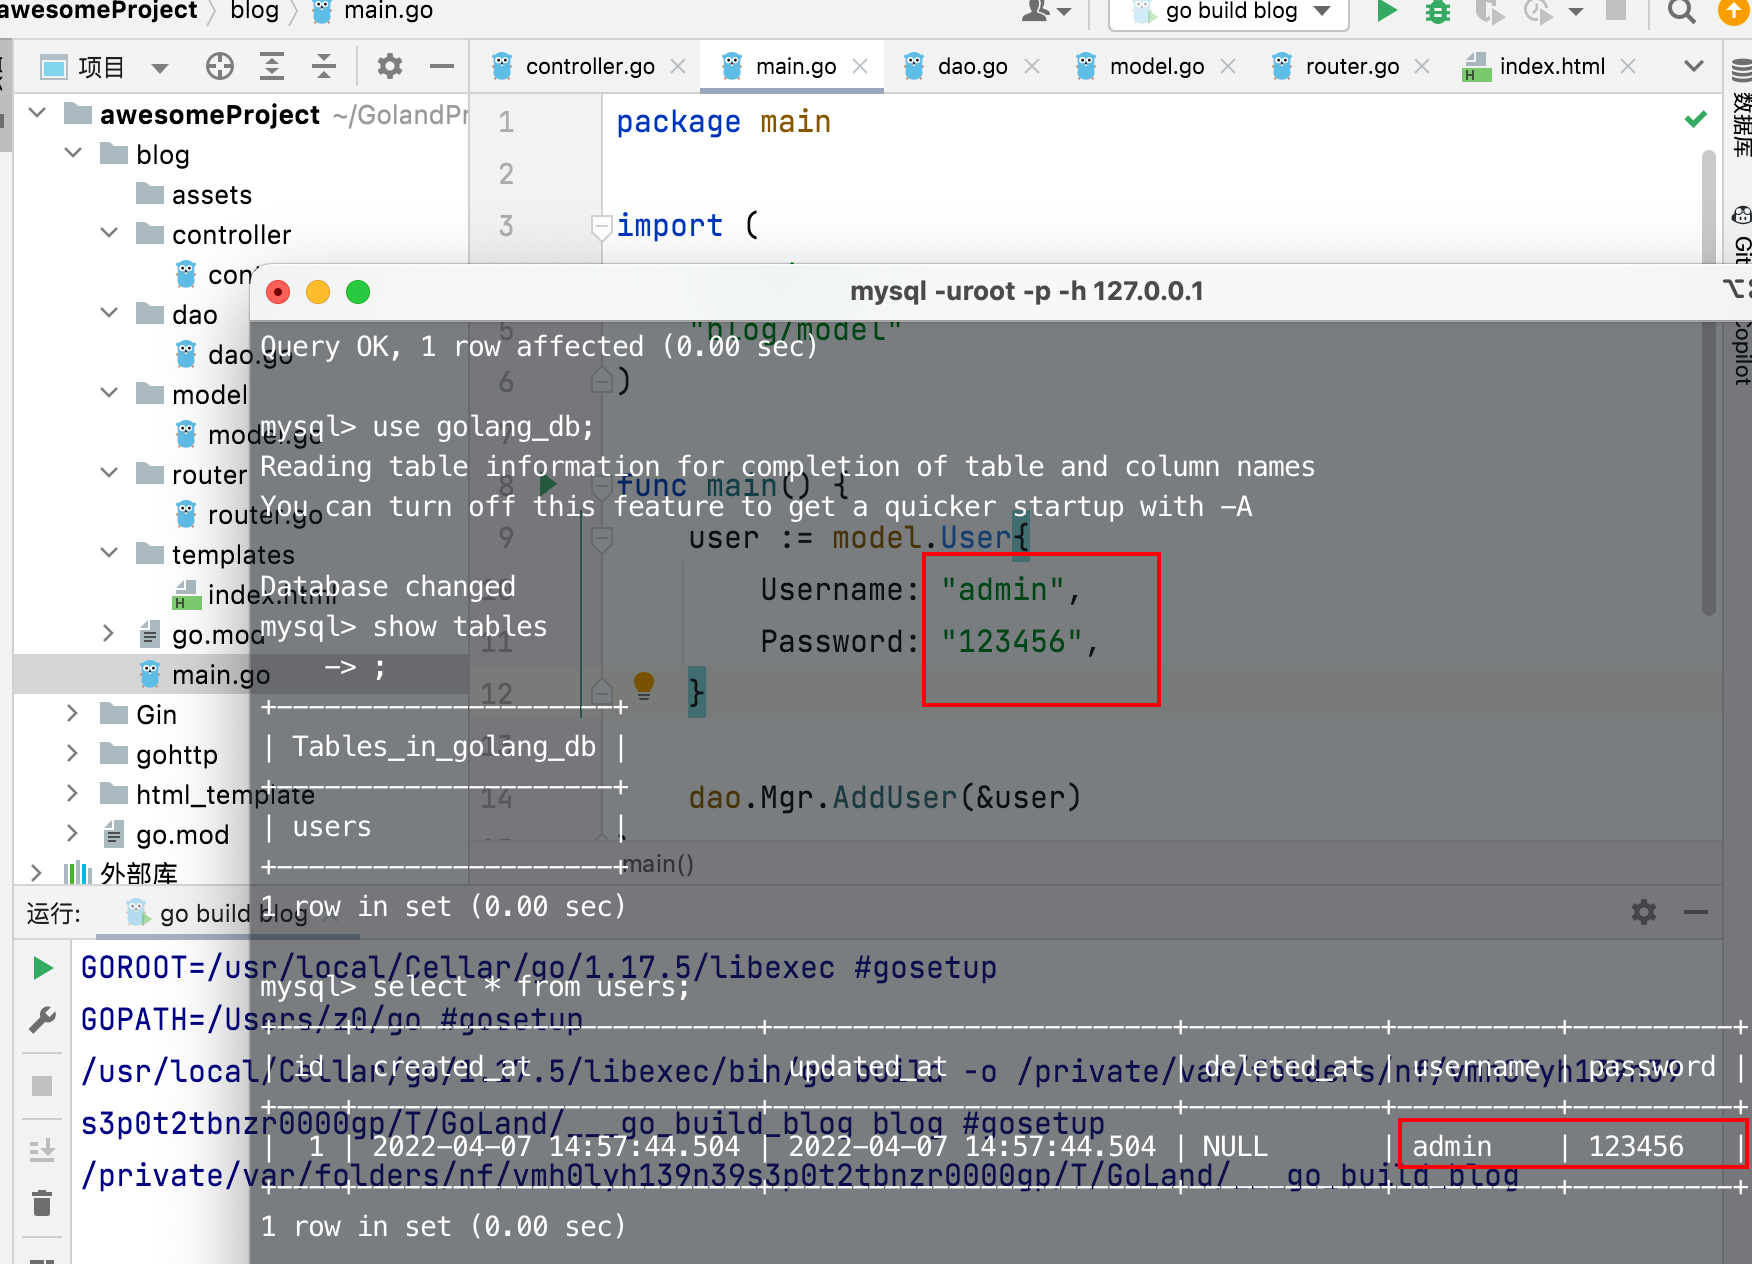 awesomeProject
blog
main.go
go build blog
项目
controller.go
main.go
dao.go
model.go
router.go
index.html
awesomeProject ~/GolandPr
blog
assets
controller
con
dao
dao.go
model
model.go
router
router.go
templates
index.html
go.mod
main.go
Gin
gohttp
html_template
go.mod
外部库
1 package main
2
3 import (
5 "blog/model"
6 )
8 func main() {
9 user := model.User{
Username: "admin",
11 Password: "123456",
12 }
14 dao.Mgr.AddUser(&user)
main()
数据库
Copilot
mysql -uroot -p -h 127.0.0.1
Query OK, 1 row affected (0.00 sec)
mysql> use golang_db;
Reading table information for completion of table and column names
You can turn off this feature to get a quicker startup with -A
Database changed
mysql> show tables
-> ;
+----------------------+
| Tables_in_golang_db |
+----------------------+
| users |
+----------------------+
1 row in set (0.00 sec)
mysql> select * from users;
| id | created_at | updated_at | deleted_at | username | password
| 1 | 2022-04-07 14:57:44.504 | 2022-04-07 14:57:44.504 | NULL | admin | 123456 |
1 row in set (0.00 sec)
运行:
go build blog
GOROOT=/usr/local/Cellar/go/1.17.5/libexec #gosetup
GOPATH=/Users/z0/go #gosetup
/usr/local/Cellar/go/1.17.5/libexec/bin/go build -o /private/var/folders/nf/vmh0lyh139n39
s3p0t2tbnzr0000gp/T/GoLand/___go_build_blog blog #gosetup
/private/var/folders/nf/vmh0lyh139n39s3p0t2tbnzr0000gp/T/GoLand/___go_build_blog